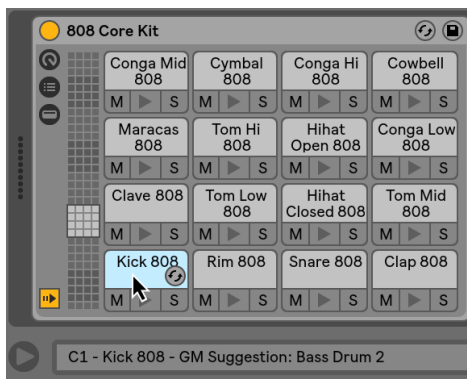 808 Core Kit
Conga Mid Cymbal Conga Hi Cowbell
808 808 808 808
M S M S M S M S
Maracas Tom Hi Hihat Conga Low
808 808 Open 808 808
M S M S M S M S
Clave 808 Tom Low Hihat Tom Mid
808 Closed 808 808
M S M S M S M S
Kick 808 Rim 808 Snare 808 Clap 808
M S M S M S M S
C1 - Kick 808 - GM Suggestion: Bass Drum 2